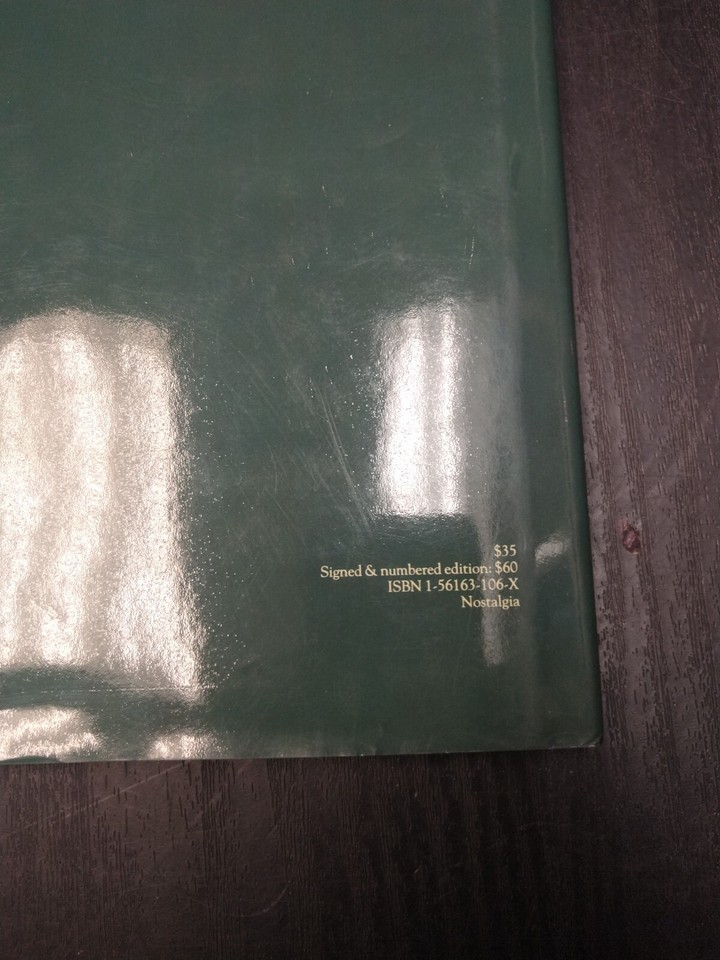 $35
Signed & numbered edition: $60
ISBN 1-56163-106-X
Nostalgia